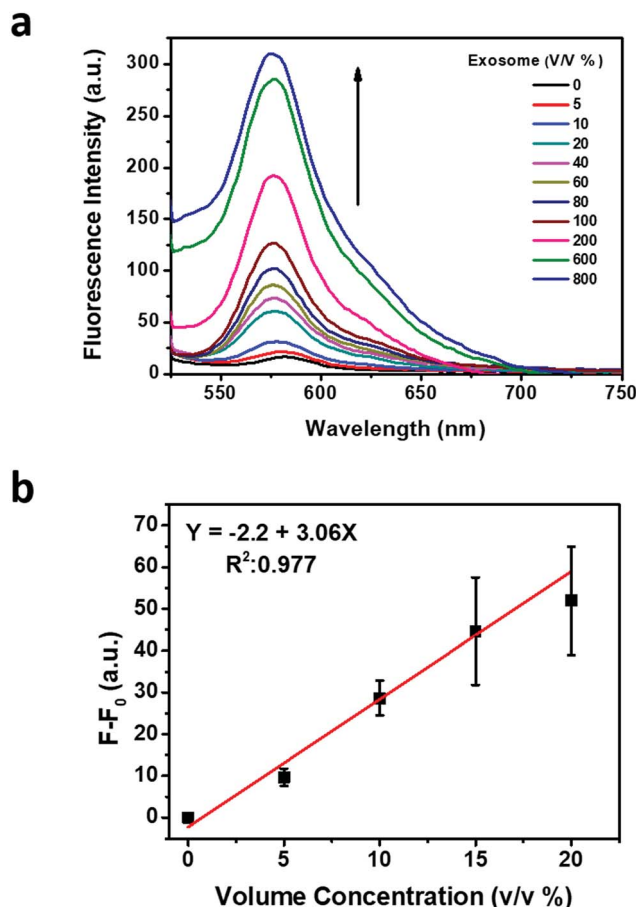 a
Fluorescence Intensity (a.u.)
300
250
200
150
100
50
0
Exosome (V/V %)
0
5
10
20
40
60
80
100
200
600
800
550 600 650 700 750
Wavelength (nm)
b
F-F0 (a.u.)
70
60
50
40
30
20
10
0
Y = -2.2 + 3.06X
R²:0.977
0 5 10 15 20
Volume Concentration (v/v %)